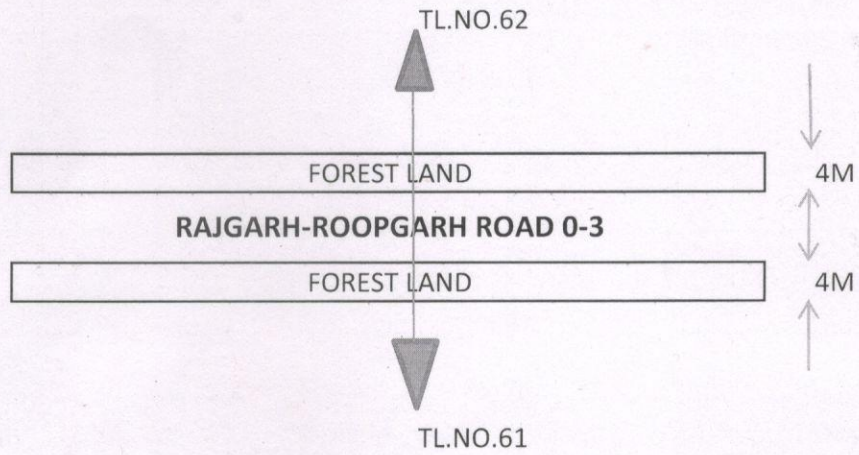 TL.NO.62
FOREST LAND
4M
RAJGARH-ROOPGARH ROAD 0-3
FOREST LAND
4M
TL.NO.61